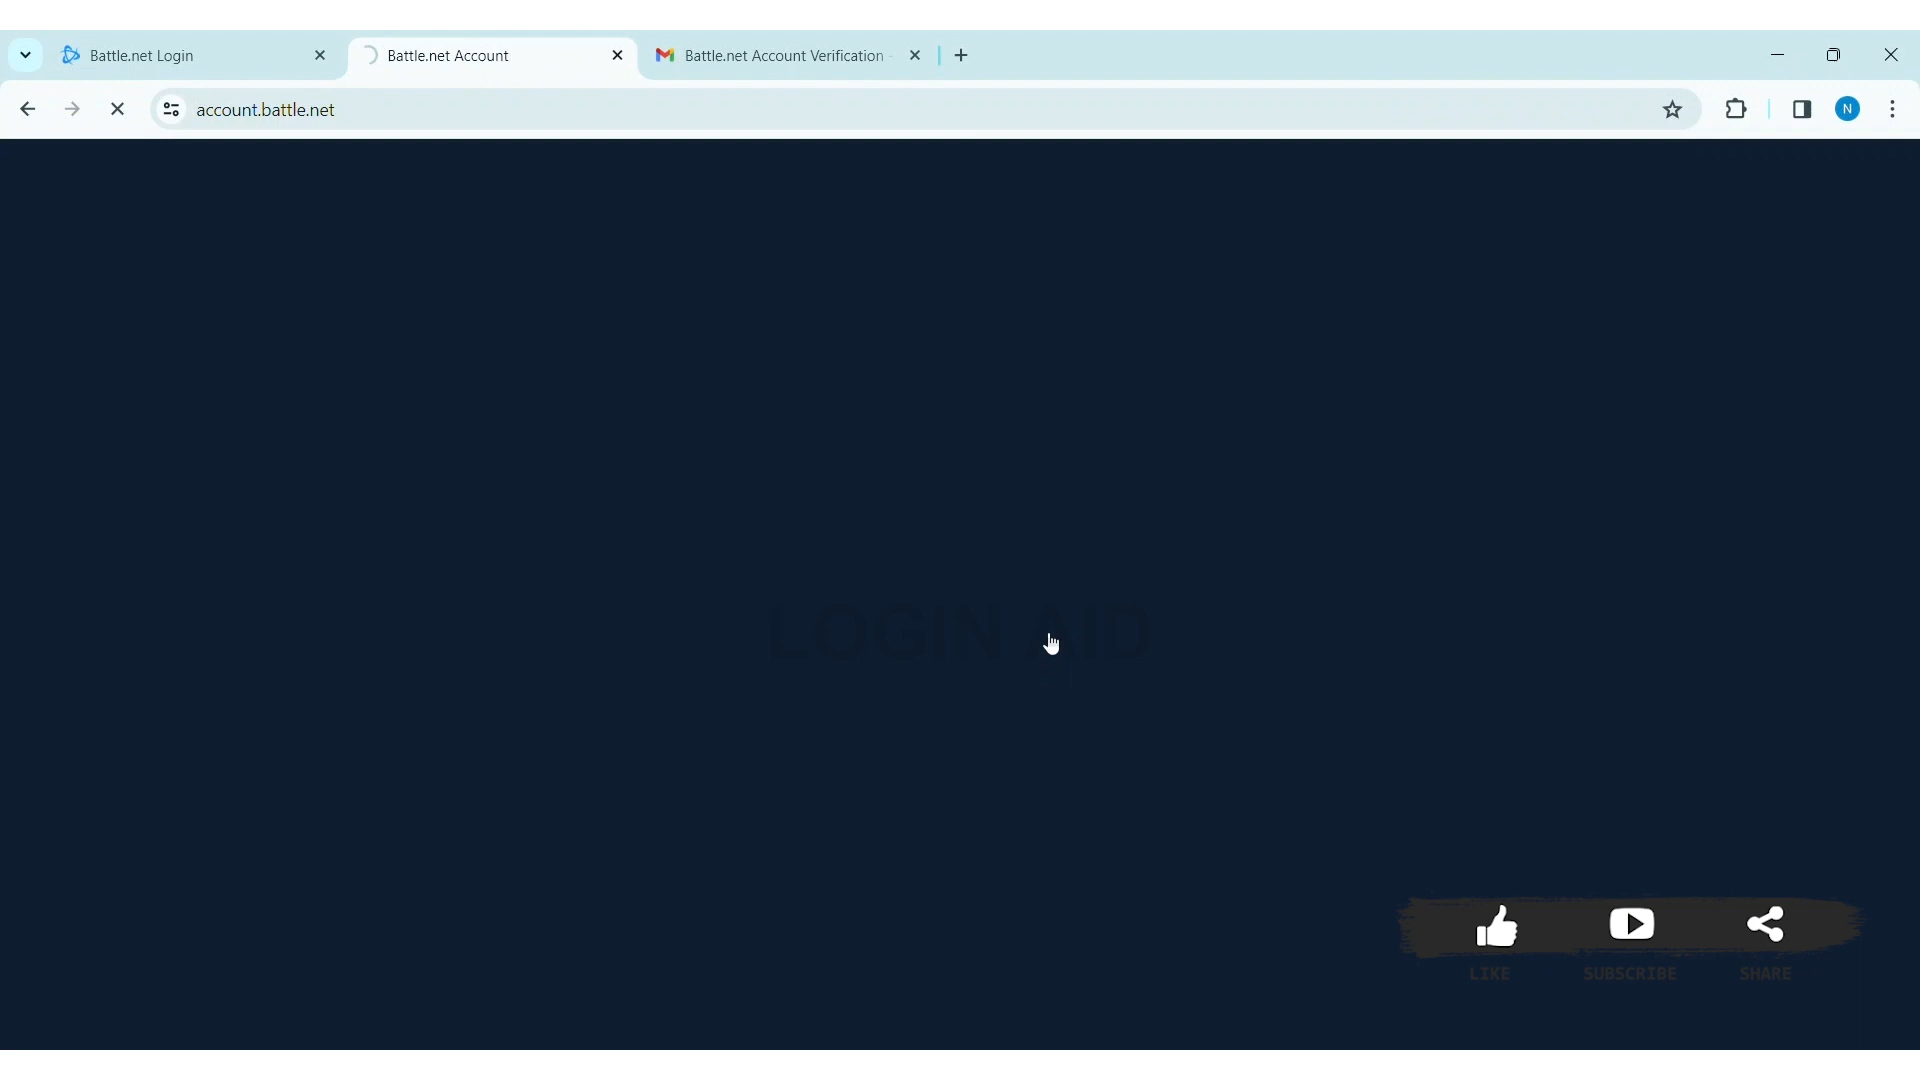 Battle.net Login
Battle.net Account
Battle.net Account Verification -
account.battle.net
N
LOGIN AID
LIKE
SUBSCRIBE
SHARE